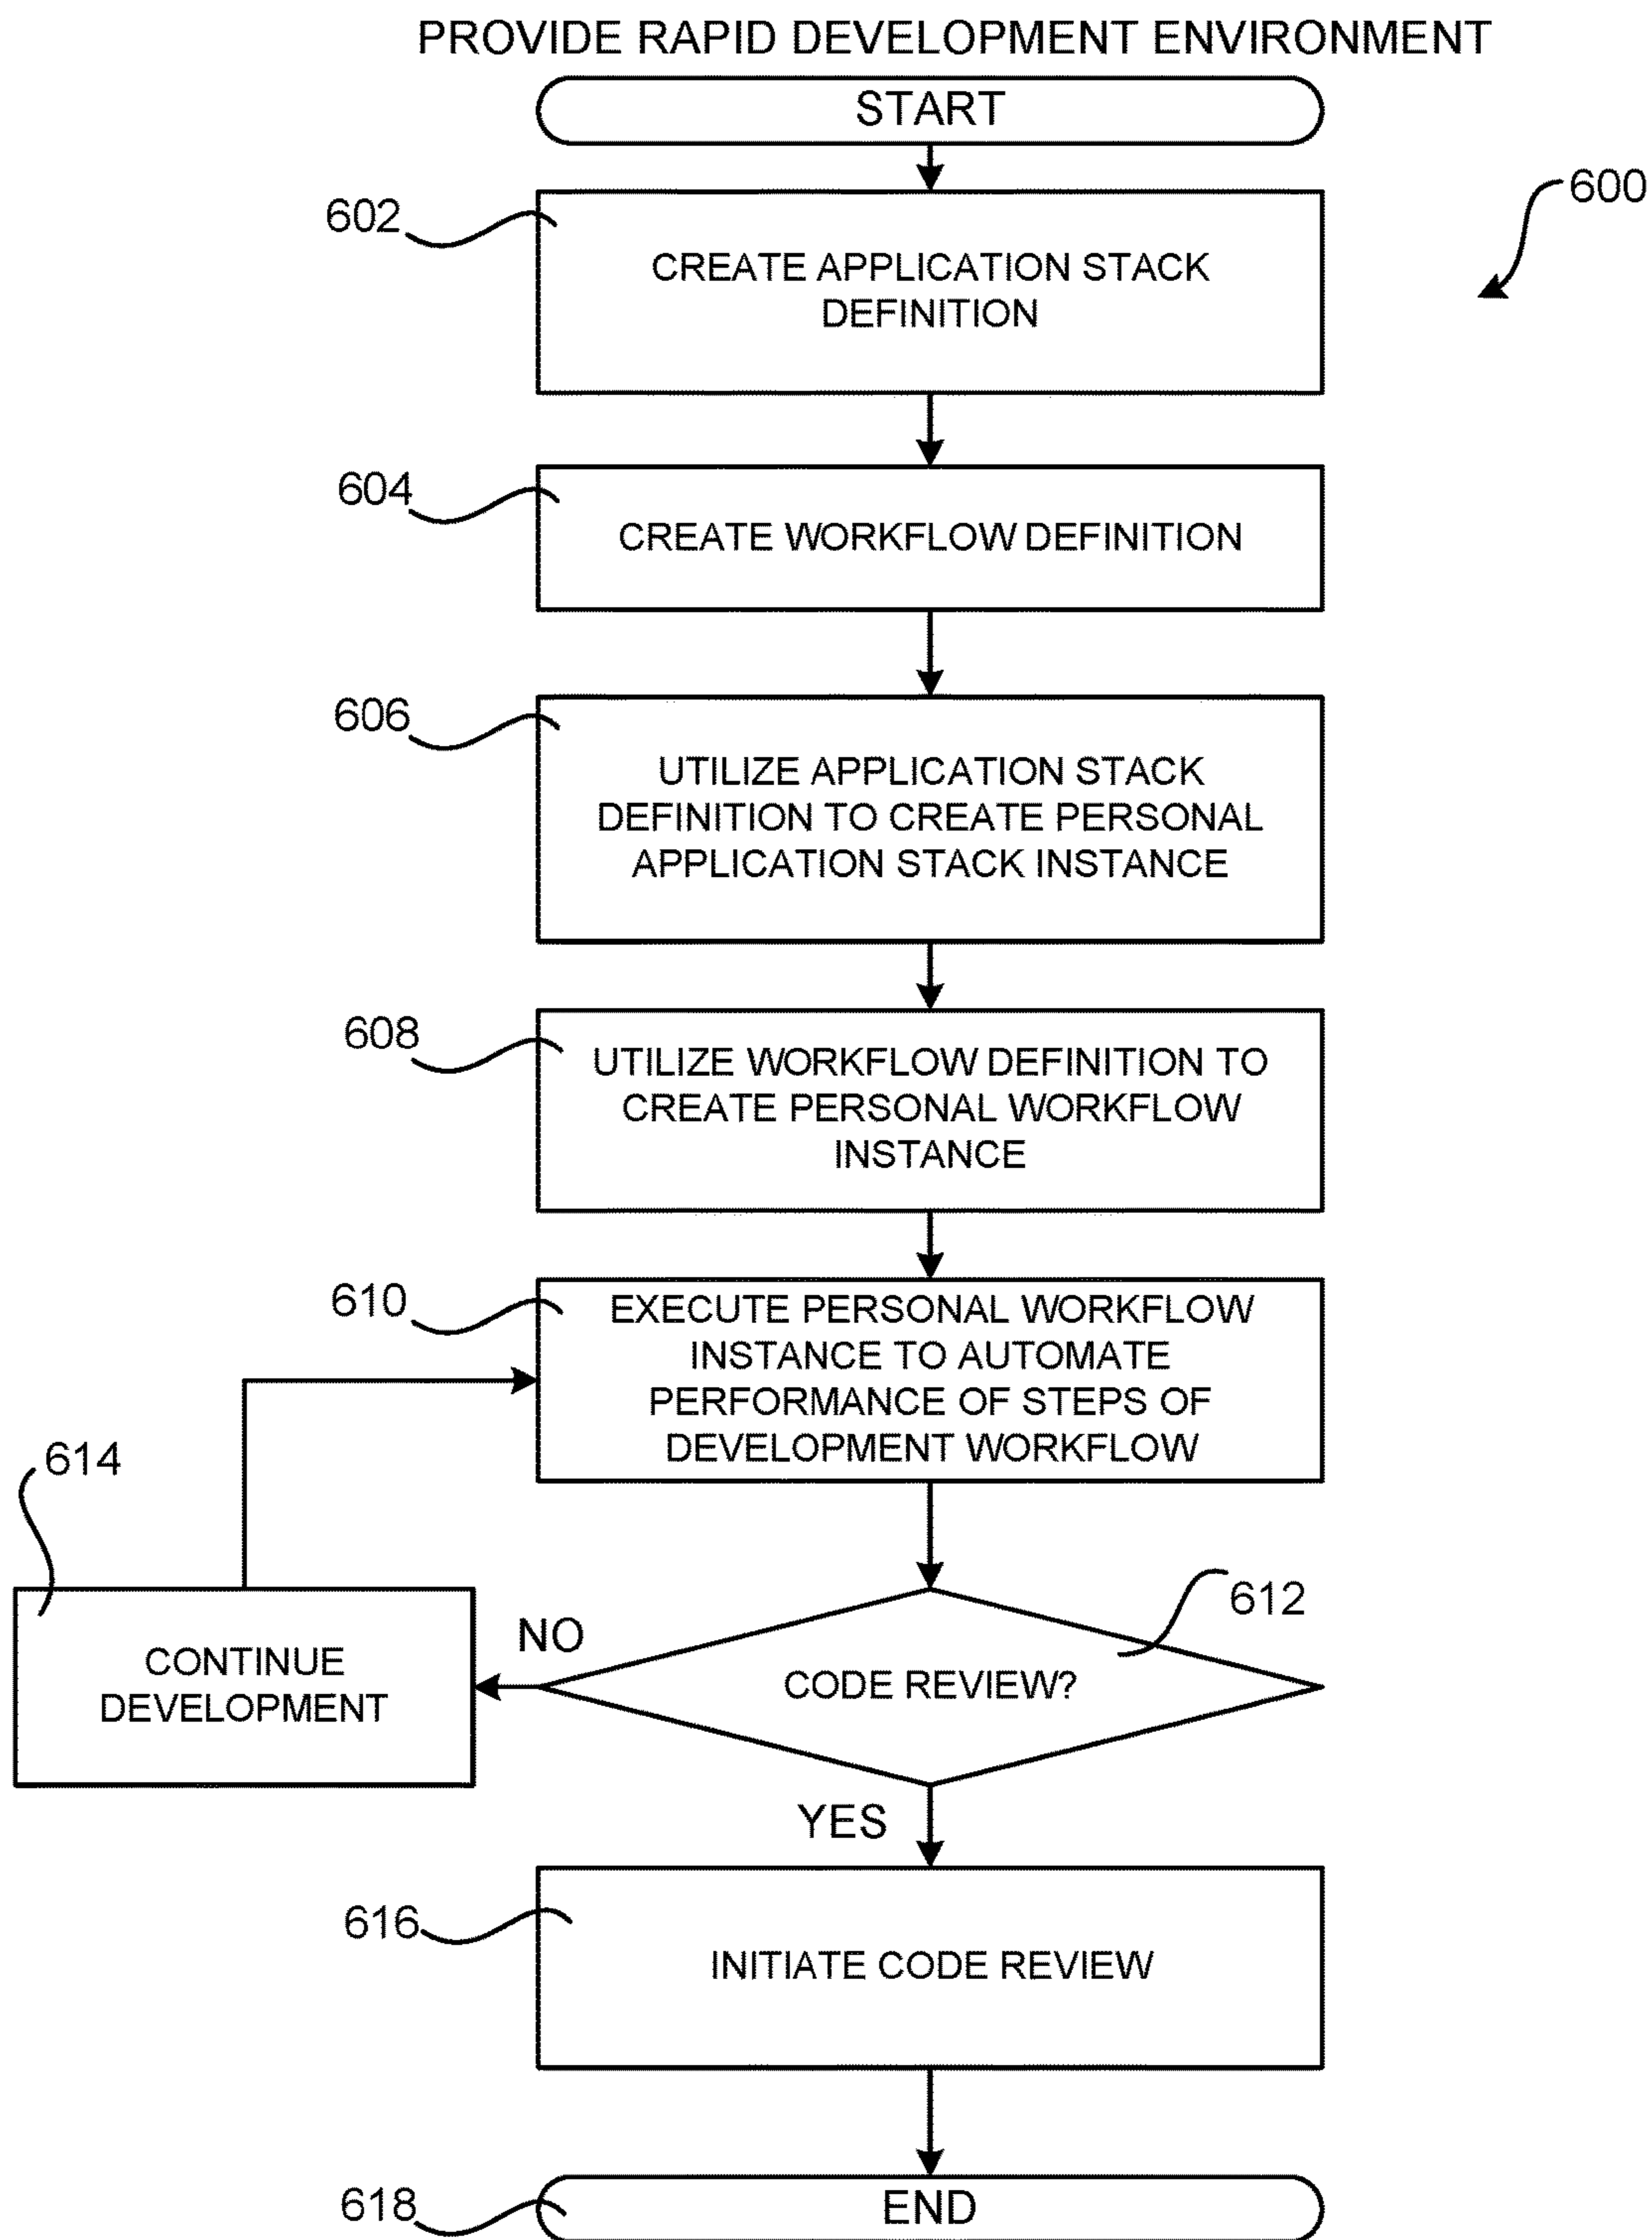 PROVIDE RAPID DEVELOPMENT ENVIRONMENT
START
600
602
CREATE APPLICATION STACK
DEFINITION
604
CREATE WORKFLOW DEFINITION
606
UTILIZE APPLICATION STACK
DEFINITION TO CREATE PERSONAL
APPLICATION STACK INSTANCE
608
UTILIZE WORKFLOW DEFINITION TO
CREATE PERSONAL WORKFLOW
INSTANCE
610
EXECUTE PERSONAL WORKFLOW
INSTANCE TO AUTOMATE
PERFORMANCE OF STEPS OF
DEVELOPMENT WORKFLOW
614
612
NO
CONTINUE
DEVELOPMENT
CODE REVIEW?
YES
616
INITIATE CODE REVIEW
618
END